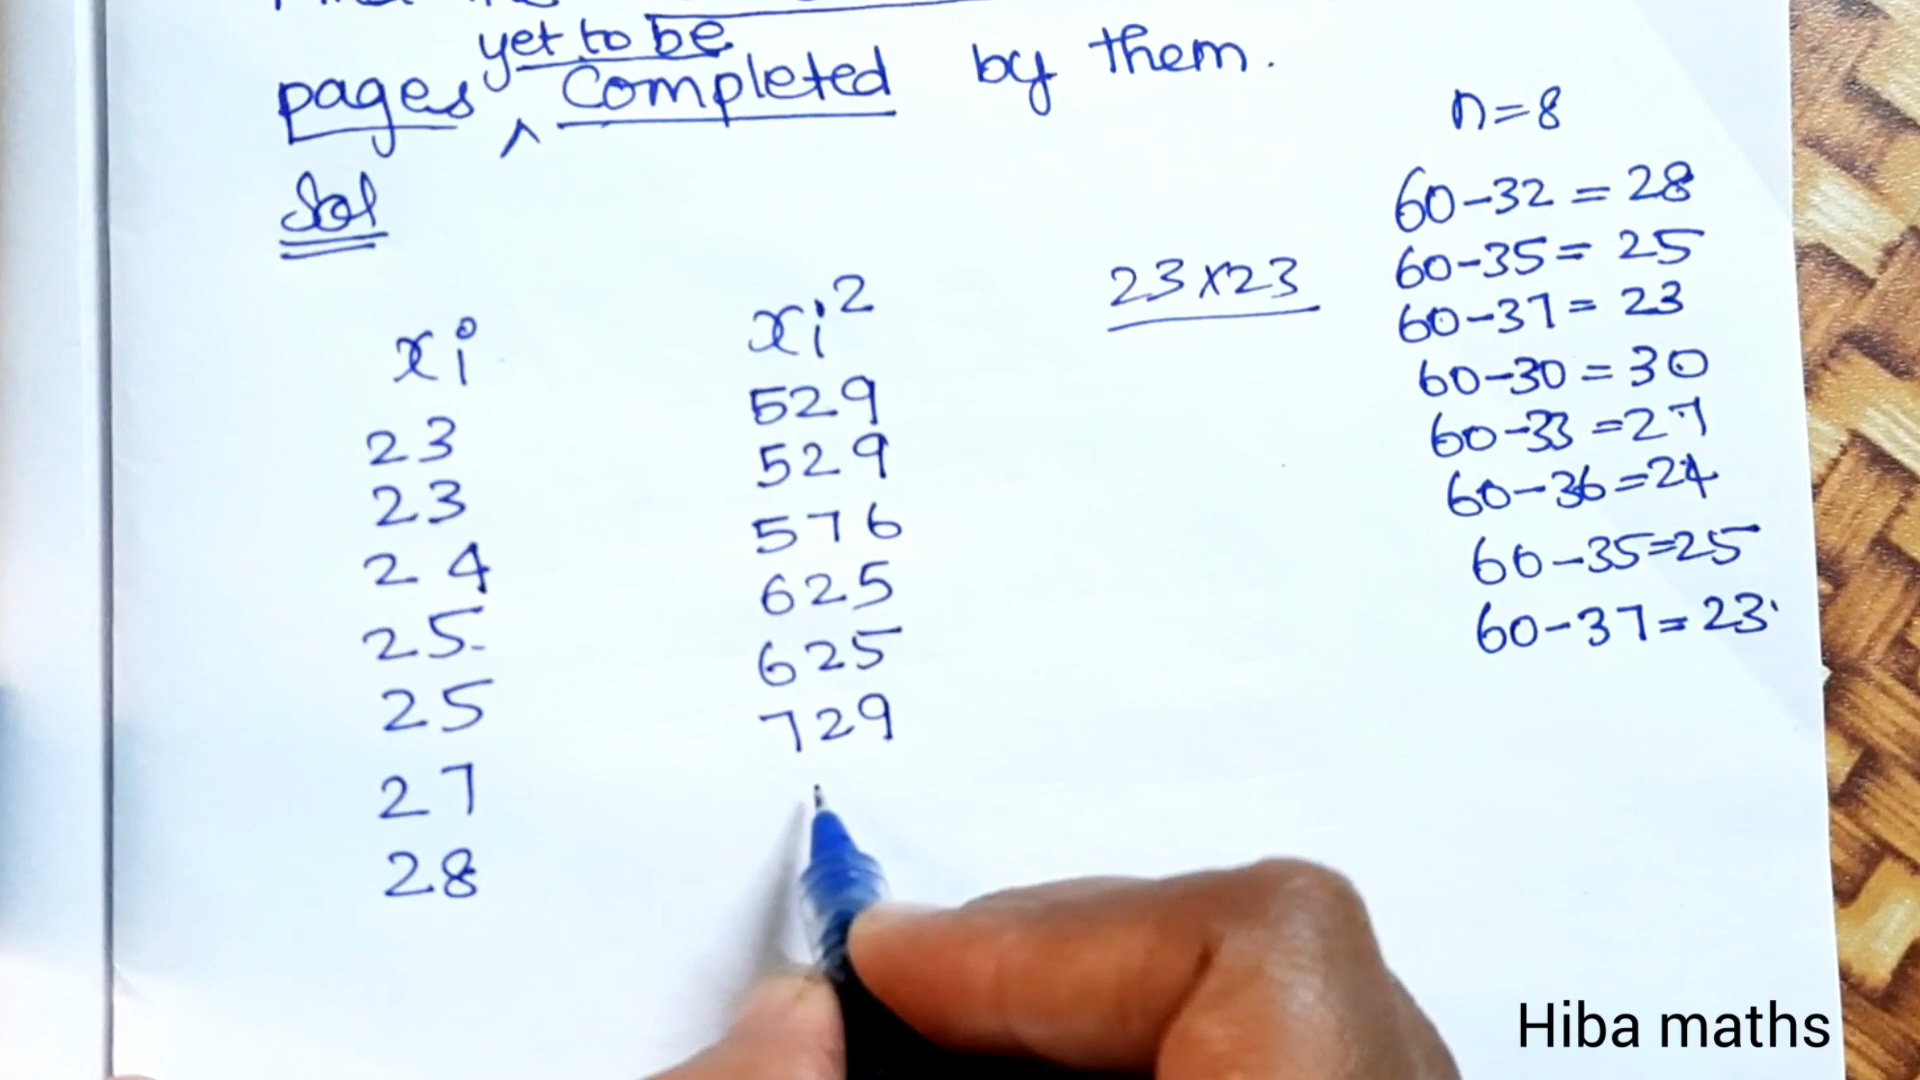 yet to be
pages ^ Completed by them.
Sol
n=8
60-32 = 28
60-35= 25
60-37= 23
60-30=30
60-33=27
60-36=24
60-35=25
60-37=23
23x23
xi xi²
23 529
23 529
24 576
25 625
25 625
27 729
28
Hiba maths